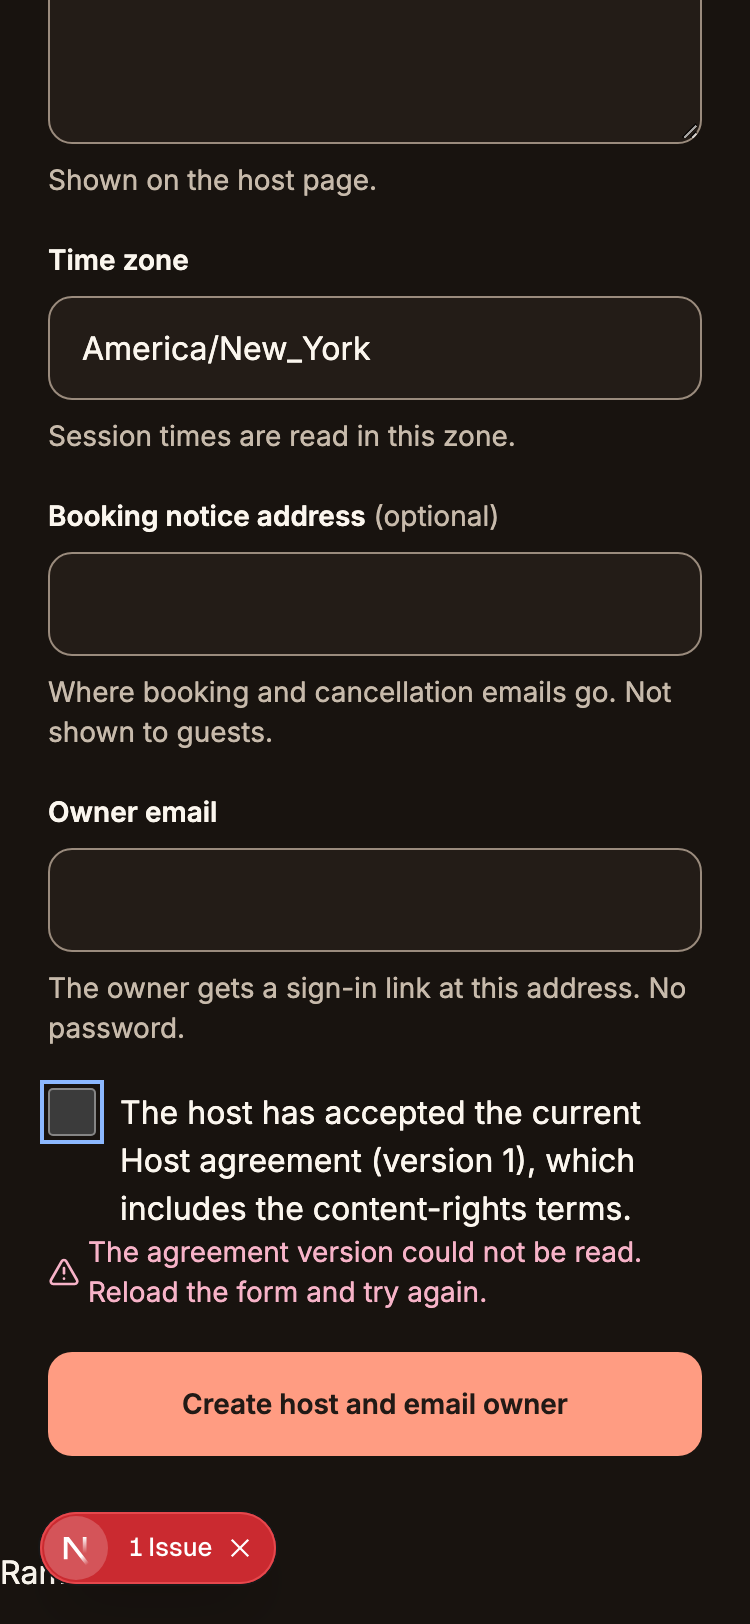 Shown on the host page.
Time zone
America/New_York
Session times are read in this zone.
Booking notice address (optional)
Where booking and cancellation emails go. Not
shown to guests.
Owner email
The owner gets a sign-in link at this address. No
password.
The host has accepted the current
Host agreement (version 1), which
includes the content-rights terms.
The agreement version could not be read.
Reload the form and try again.
Create host and email owner
N 1 Issue